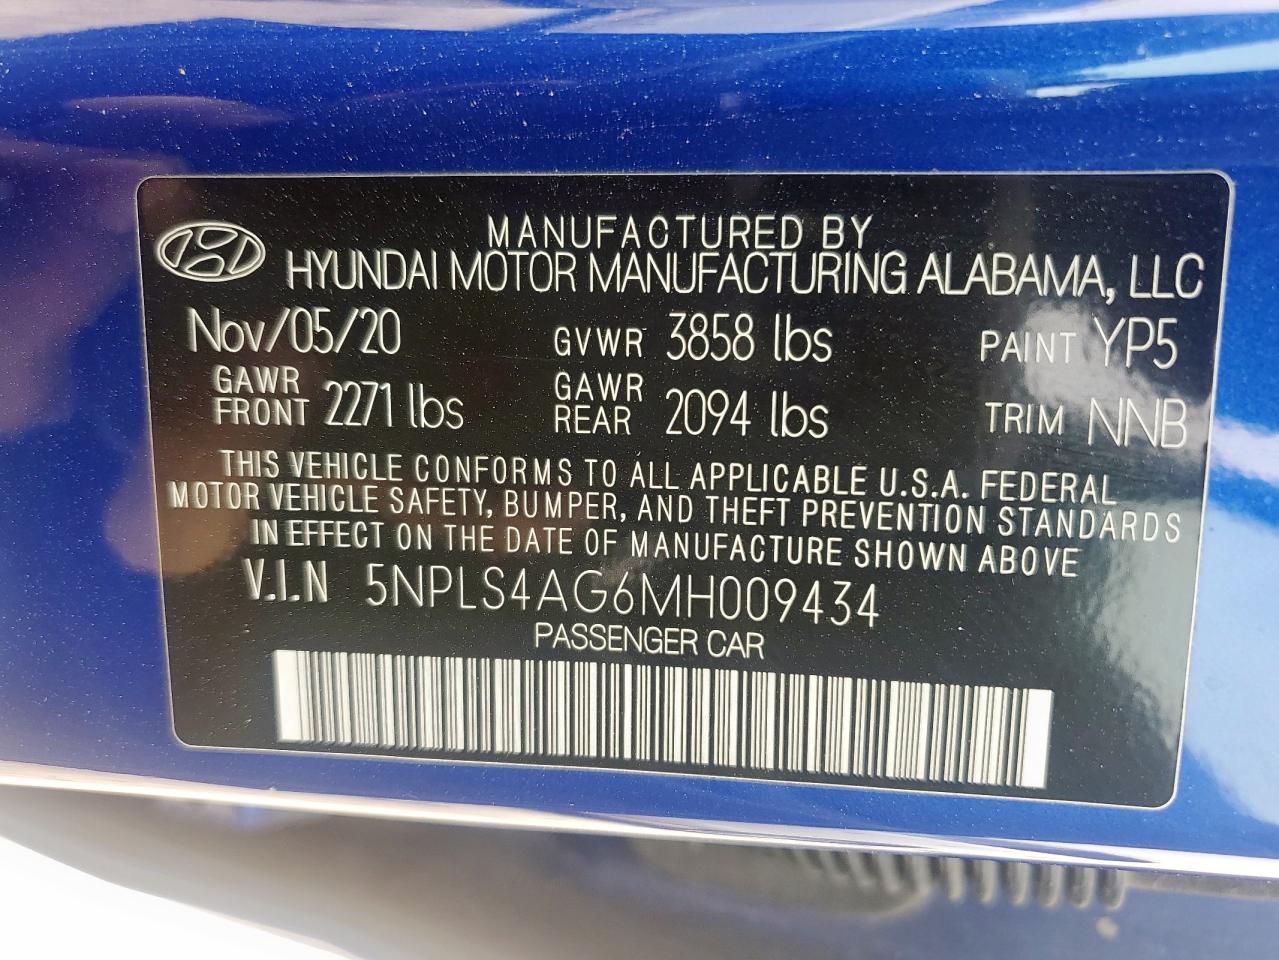 MANUFACTURED BY
HYUNDAI MOTOR MANUFACTURING ALABAMA, LLC
Nov/05/20 GVWR 3858 lbs PAINT YP5
GAWR FRONT 2271 lbs GAWR REAR 2094 lbs TRIM NNB
THIS VEHICLE CONFORMS TO ALL APPLICABLE U.S.A. FEDERAL
MOTOR VEHICLE SAFETY, BUMPER, AND THEFT PREVENTION STANDARDS
IN EFFECT ON THE DATE OF MANUFACTURE SHOWN ABOVE
V.I.N 5NPLS4AG6MH009434
PASSENGER CAR